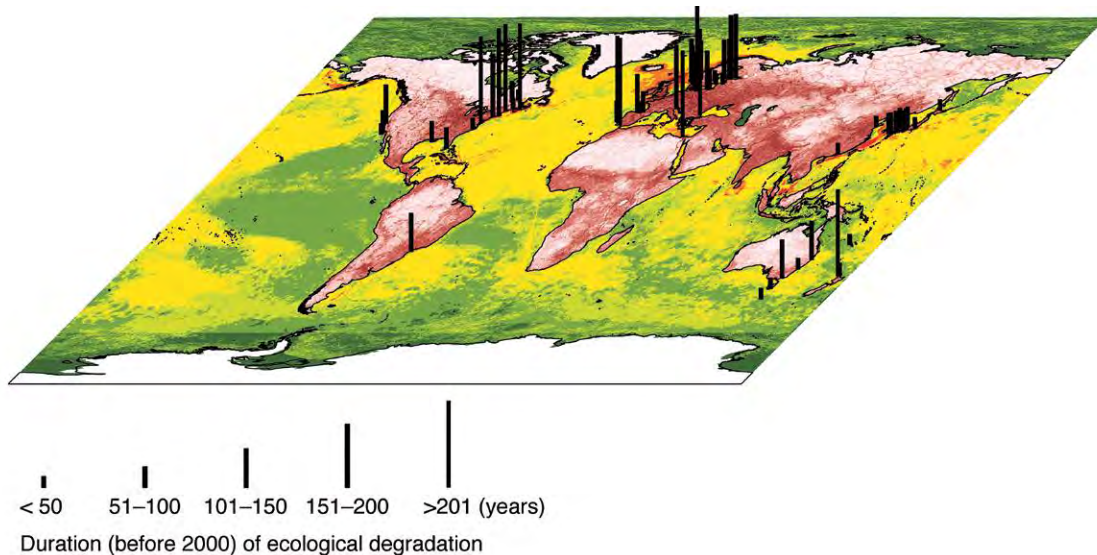 < 50 51–100 101–150 151–200 >201 (years)
Duration (before 2000) of ecological degradation